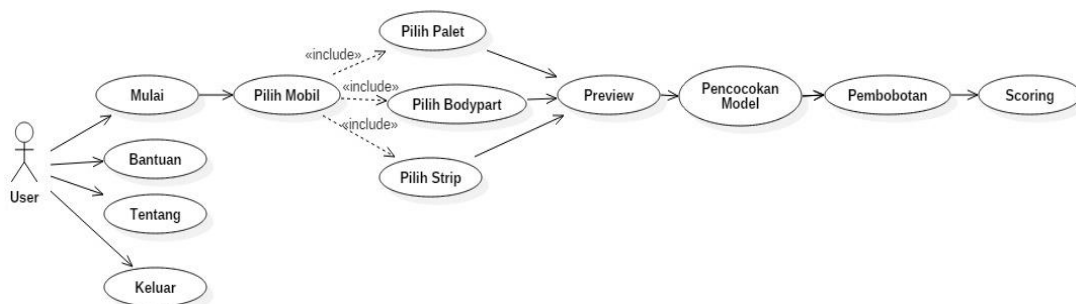 Pilih Palet
«include»
Mulai
Pilih Mobil
«include»
Pilih Bodypart
Preview
Pencocokan
Model
Pembobotan
Scoring
«include»
User
Bantuan
Pilih Strip
Tentang
Keluar